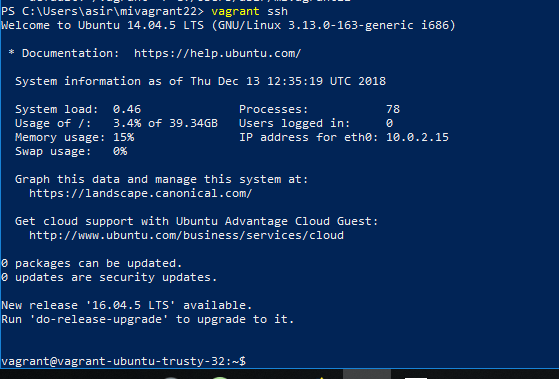 PS C:\Users\asir\mivagrant22> vagrant ssh
Welcome to Ubuntu 14.04.5 LTS (GNU/Linux 3.13.0-163-generic i686)
* Documentation:  https://help.ubuntu.com/
System information as of Thu Dec 13 12:35:19 UTC 2018
System load:  0.46              Processes:           78
Usage of /:   3.4% of 39.34GB   Users logged in:     0
Memory usage: 15%               IP address for eth0: 10.0.2.15
Swap usage:   0%
Graph this data and manage this system at:
https://landscape.canonical.com/
Get cloud support with Ubuntu Advantage Cloud Guest:
http://www.ubuntu.com/business/services/cloud
0 packages can be updated.
0 updates are security updates.
New release '16.04.5 LTS' available.
Run 'do-release-upgrade' to upgrade to it.
vagrant@vagrant-ubuntu-trusty-32:~$